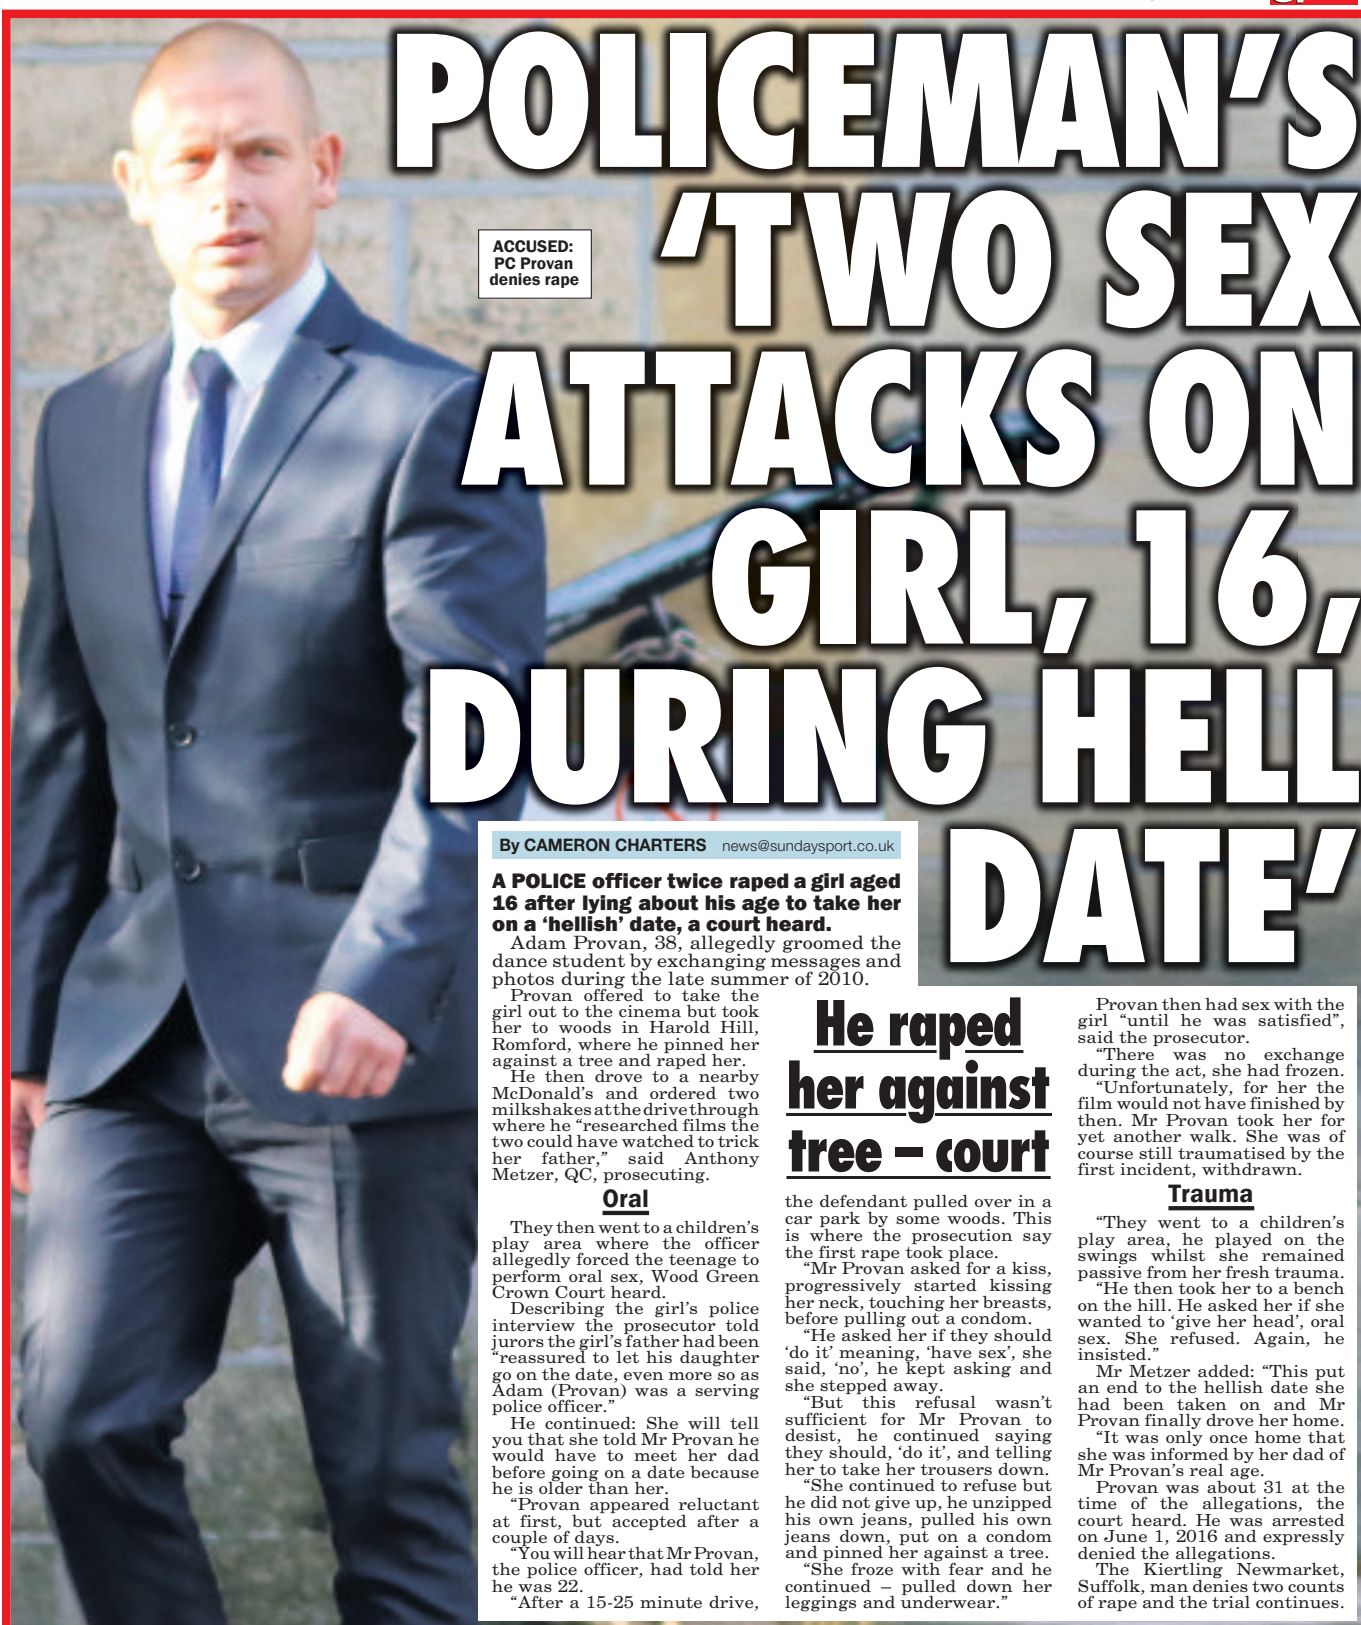 POLICEMAN'S
'TWO SEX
ATTACKS ON
GIRL, 16,
DURING HELL
DATE'
ACCUSED:
PC Provan
denies rape
By CAMERON CHARTERS news@sundaysport.co.uk
A POLICE officer twice raped a girl aged
16 after lying about his age to take her
on a 'hellish' date, a court heard.
Adam Provan, 38, allegedly groomed the
dance student by exchanging messages and
photos during the late summer of 2010.
Provan offered to take the
girl out to the cinema but took
her to woods in Harold Hill,
Romford, where he pinned her
against a tree and raped her.
He then drove to a nearby
McDonald's and ordered two
milkshakes at the drive through
where he "researched films the
two could have watched to trick
her father," said Anthony
Metzer, QC, prosecuting.
Oral
They then went to a children's
play area where the officer
allegedly forced the teenage to
perform oral sex, Wood Green
Crown Court heard.
Describing the girl's police
interview the prosecutor told
jurors the girl's father had been
"reassured to let his daughter
go on the date, even more so as
Adam (Provan) was a serving
police officer."
He continued: She will tell
you that she told Mr Provan he
would have to meet her dad
before going on a date because
he is older than her.
"Provan appeared reluctant
at first, but accepted after a
couple of days.
"You will hear that Mr Provan,
the police officer, had told her
he was 22.
"After a 15-25 minute drive,
He raped
her against
tree – court
the defendant pulled over in a
car park by some woods. This
is where the prosecution say
the first rape took place.
"Mr Provan asked for a kiss,
progressively started kissing
her neck, touching her breasts,
before pulling out a condom.
"He asked her if they should
'do it' meaning, 'have sex', she
said, 'no', he kept asking and
she stepped away.
"But this refusal wasn't
sufficient for Mr Provan to
desist, he continued saying
they should, 'do it', and telling
her to take her trousers down.
"She continued to refuse but
he did not give up, he unzipped
his own jeans, pulled his own
jeans down, put on a condom
and pinned her against a tree.
"She froze with fear and he
continued – pulled down her
leggings and underwear."
Provan then had sex with the
girl "until he was satisfied",
said the prosecutor.
"There was no exchange
during the act, she had frozen.
"Unfortunately, for her the
film would not have finished by
then. Mr Provan took her for
yet another walk. She was of
course still traumatised by the
first incident, withdrawn.
Trauma
"They went to a children's
play area, he played on the
swings whilst she remained
passive from her fresh trauma.
"He then took her to a bench
on the hill. He asked her if she
wanted to 'give her head', oral
sex. She refused. Again, he
insisted."
Mr Metzer added: "This put
an end to the hellish date she
had been taken on and Mr
Provan finally drove her home.
"It was only once home that
she was informed by her dad of
Mr Provan's real age.
Provan was about 31 at the
time of the allegations, the
court heard. He was arrested
on June 1, 2016 and expressly
denied the allegations.
The Kiertling Newmarket,
Suffolk, man denies two counts
of rape and the trial continues.